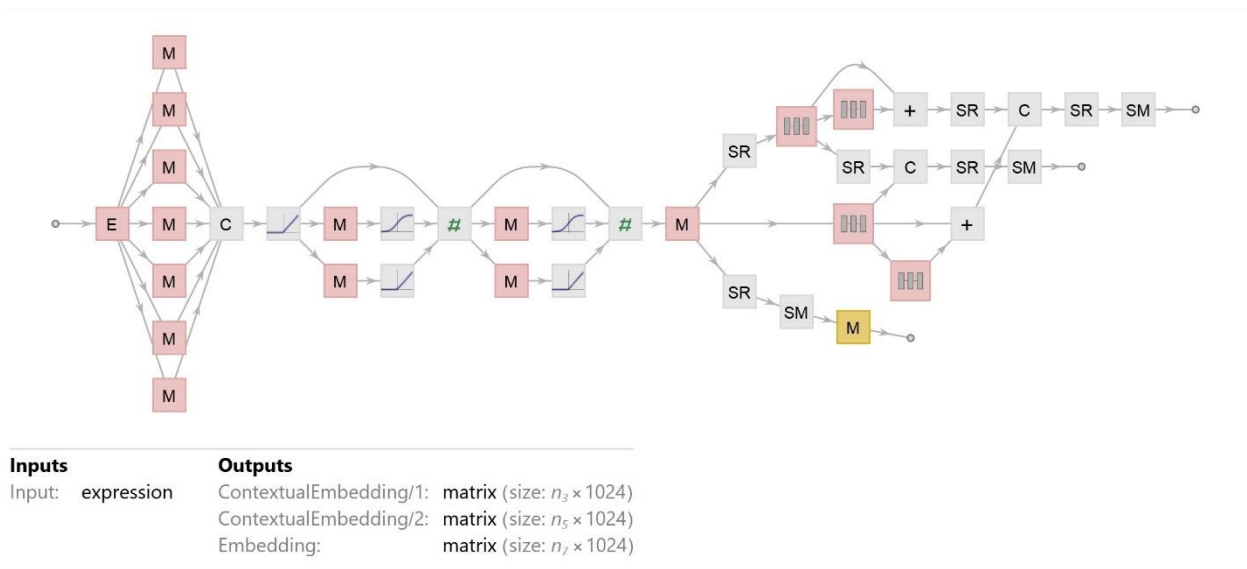 M
M + SR C SR SM
SR
M SR C SR SM
E M C M # M # M +
M M M
SR
SM
M
M
M
Inputs Outputs
Input: expression ContextualEmbedding/1: matrix (size: n₃ × 1024)
ContextualEmbedding/2: matrix (size: n₅ × 1024)
Embedding: matrix (size: n₇ × 1024)